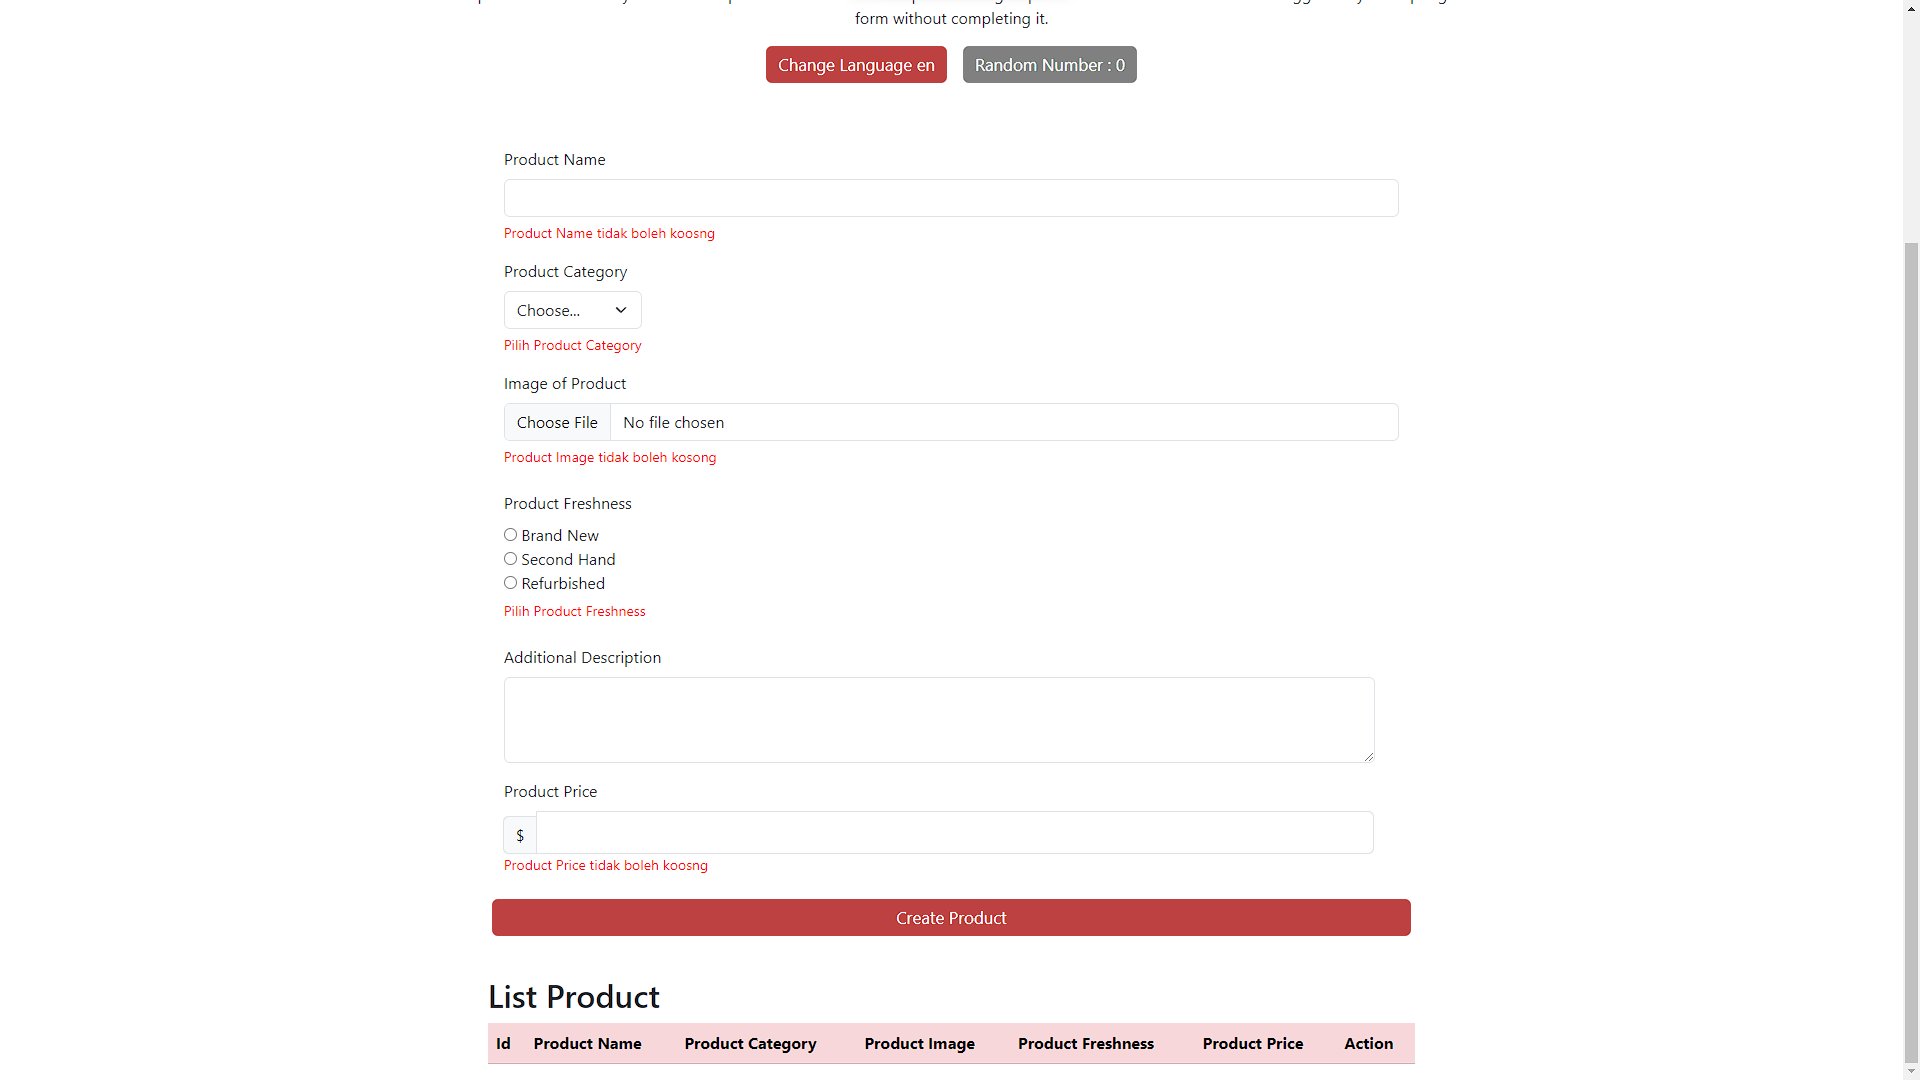 form without completing it.
Change Language en
Random Number : 0
Product Name
Product Name tidak boleh koosng
Product Category
Choose...
Pilih Product Category
Image of Product
Choose File
No file chosen
Product Image tidak boleh kosong
Product Freshness
Brand New
Second Hand
Refurbished
Pilih Product Freshness
Additional Description
Product Price
$
Product Price tidak boleh koosng
Create Product
List Product
Id Product Name Product Category Product Image Product Freshness Product Price Action